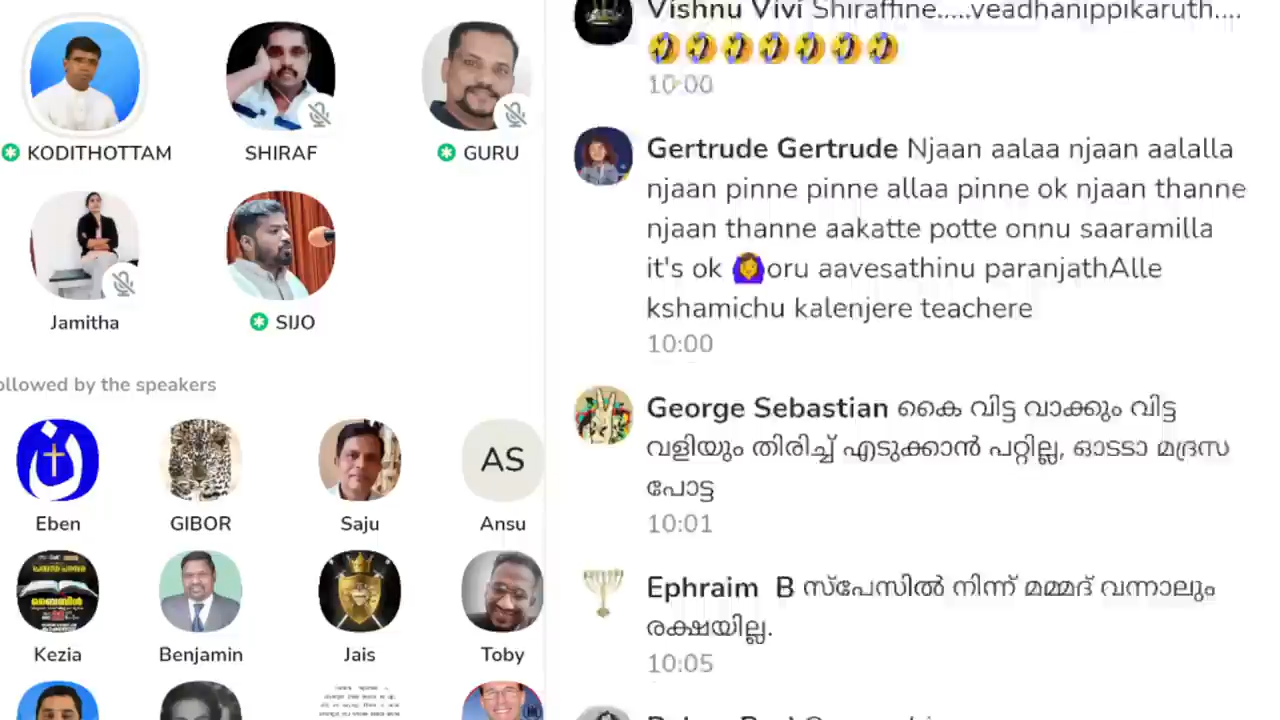 KODITHOTTAM
SHIRAF
GURU
Jamitha
SIJO
ollowed by the speakers
Eben
GIBOR
Saju
AS
Ansu
Kezia
Benjamin
Jais
Toby
Vishnu Vivi Shiraffine.....veadhanippikaruth....
🤣🤣🤣🤣🤣🤣🤣
10:00
Gertrude Gertrude Njaan aalaa njaan aalalla
njaan pinne pinne allaa pinne ok njaan thanne
njaan thanne aakatte potte onnu saaramilla
it's ok 🙆‍♀️oru aavesathinu paranjathAlle
kshamichu kalenjere teachere
10:00
George Sebastian കൈ വിട്ട വാക്കും വിട്ട
വളിയും തിരിച്ച് എടുക്കാൻ പറ്റില്ല, ഓടടാ മദ്രസ
പോട്ട
10:01
Ephraim B സ്പേസിൽ നിന്ന് മമ്മദ് വന്നാലും
രക്ഷയില്ല.
10:05